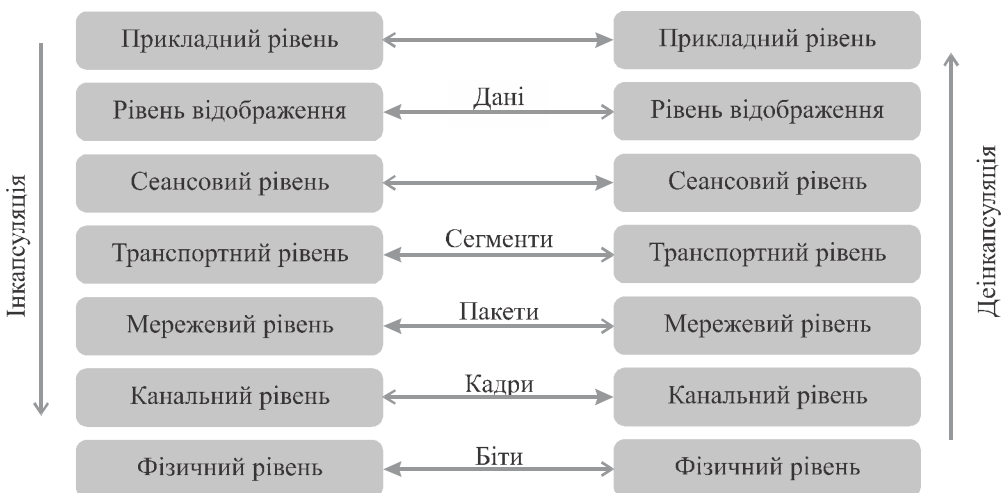 Прикладний рівень
Прикладний рівень
Дані
Рівень відображення
Рівень відображення
Сеансовий рівень
Сеансовий рівень
Інкапсуляція
Деінкапсуляція
Сегменти
Транспортний рівень
Транспортний рівень
Пакети
Мережевий рівень
Мережевий рівень
Кадри
Канальний рівень
Канальний рівень
Біти
Фізичний рівень
Фізичний рівень